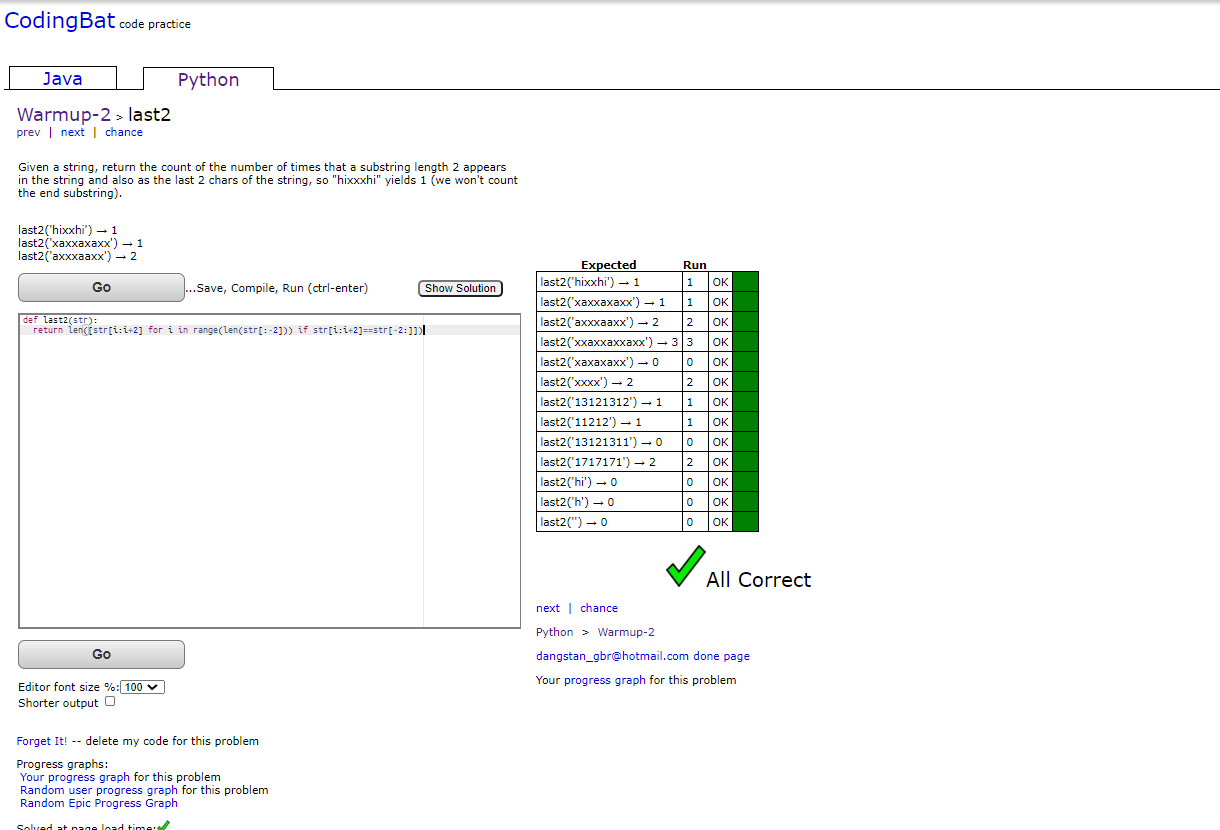 CodingBat code practice
Java
Python
Warmup-2 > last2
prev | next | chance
Given a string, return the count of the number of times that a substring length 2 appears
in the string and also as the last 2 chars of the string, so "hixxxhi" yields 1 (we won't count
the end substring).
last2('hixxhi') → 1
last2('xaxxaxaxx') → 1
last2('axxxaaxx') → 2
Go
...Save, Compile, Run (ctrl-enter)
Show Solution
def last2(str):
return len([str[i:i+2] for i in range(len(str[:-2])) if str[i:i+2]==str[-2:]])
Expected Run
last2('hixxhi') → 1 1 OK
last2('xaxxaxaxx') → 1 1 OK
last2('axxxaaxx') → 2 2 OK
last2('xxaxxaxxaxx') → 3 3 OK
last2('xaxaxaxx') → 0 0 OK
last2('xxxx') → 2 2 OK
last2('13121312') → 1 1 OK
last2('11212') → 1 1 OK
last2('13121311') → 0 0 OK
last2('1717171') → 2 2 OK
last2('hi') → 0 0 OK
last2('h') → 0 0 OK
last2('') → 0 0 OK
All Correct
next | chance
Python > Warmup-2
dangstan_gbr@hotmail.com done page
Your progress graph for this problem
Go
Editor font size %: 100
Shorter output
Forget It! -- delete my code for this problem
Progress graphs:
Your progress graph for this problem
Random user progress graph for this problem
Random Epic Progress Graph
Solved at page load time: